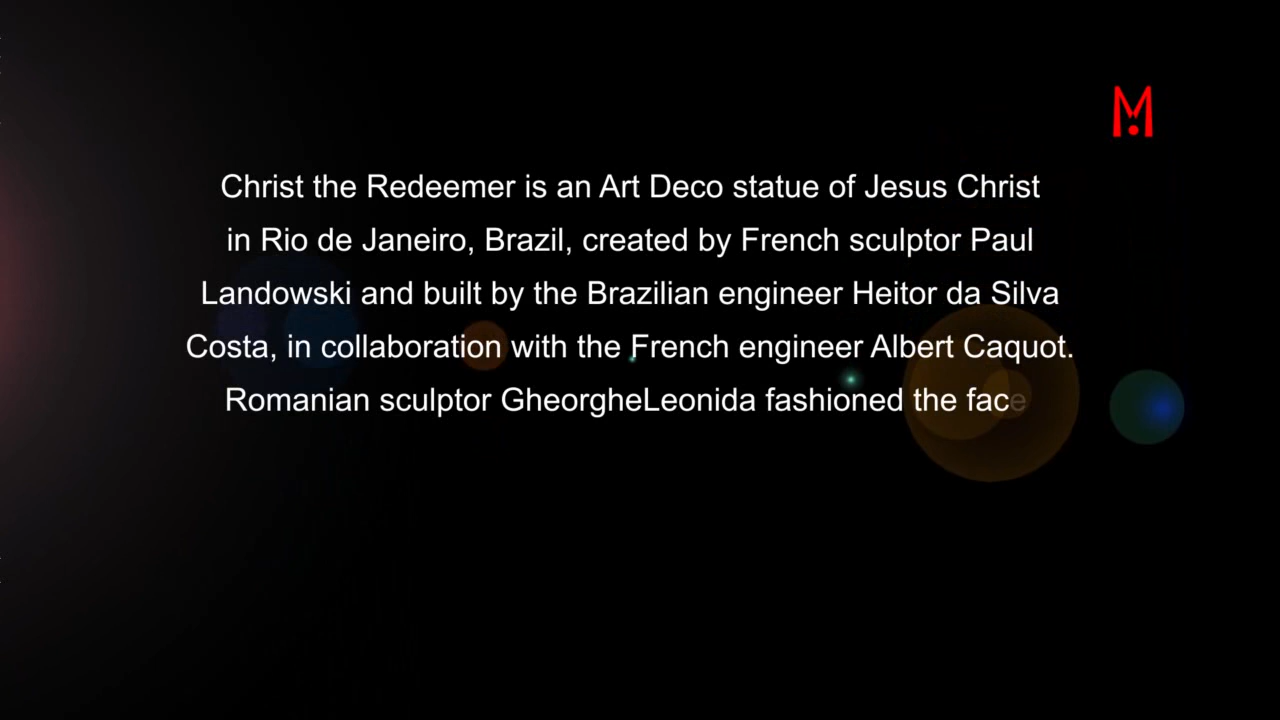 M
Christ the Redeemer is an Art Deco statue of Jesus Christ
in Rio de Janeiro, Brazil, created by French sculptor Paul
Landowski and built by the Brazilian engineer Heitor da Silva
Costa, in collaboration with the French engineer Albert Caquot.
Romanian sculptor GheorgheLeonida fashioned the face